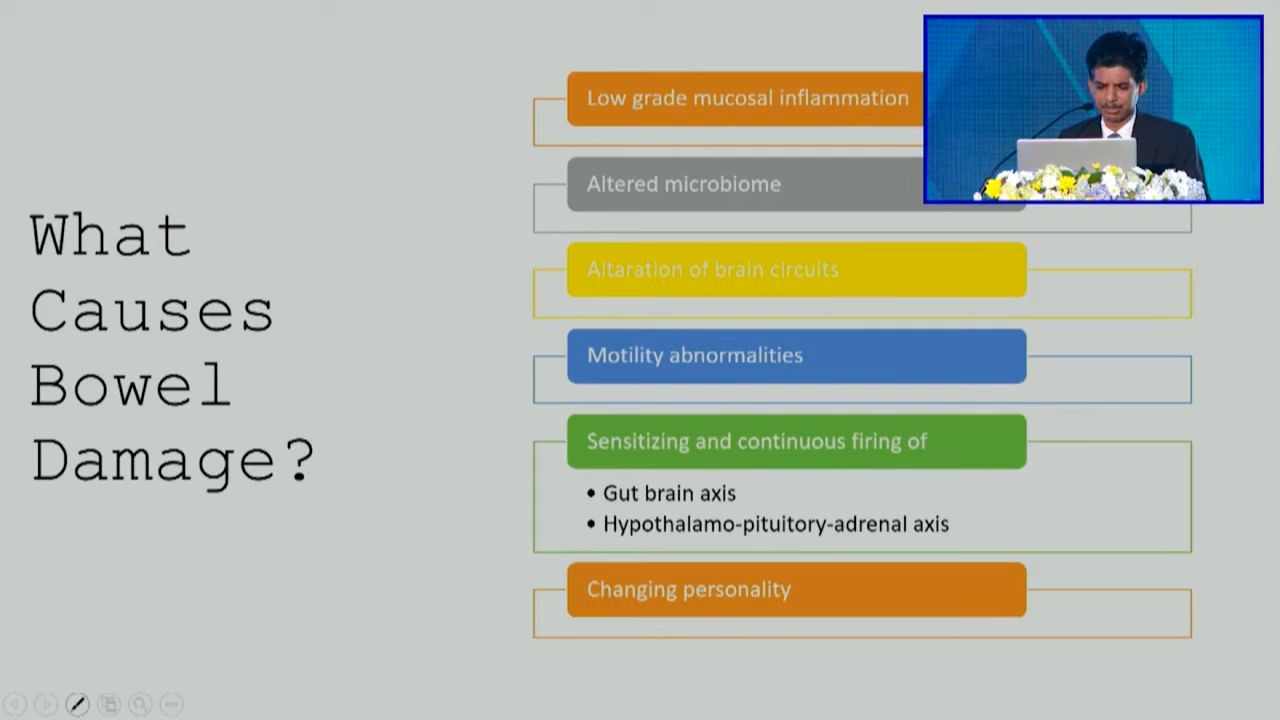 What
Causes
Bowel
Damage?
Low grade mucosal inflammation
Altered microbiome
Altaration of brain circuits
Motility abnormalities
Sensitizing and continuous firing of
• Gut brain axis
• Hypothalamo-pituitory-adrenal axis
Changing personality